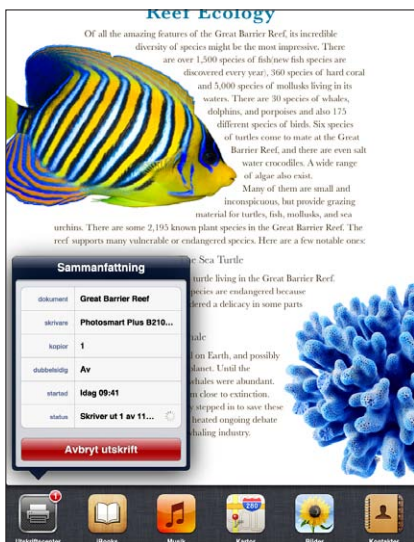 Reef Ecology
Of all the amazing features of the Great Barrier Reef, its incredible
diversity of species might be the most impressive. There
are over 1,500 species of fish(new fish species are
discovered every year), 360 species of hard coral
and 5,000 species of mollusks living in its
waters. There are 30 species of whales,
dolphins, and porpoises and also 175
different species of birds. Six species
of turtles come to mate at the Great
Barrier Reef, and there are even salt
water crocodiles. A wide range
of algae also exist.
Many of them are small and
inconspicuous, but provide grazing
material for turtles, fish, mollusks, and sea
urchins. There are some 2,195 known plant species in the Great Barrier Reef. The
reef supports many vulnerable or endangered species. Here are a few notable ones:
The Sea Turtle
turtle living in the Great Barrier Reef.
species are endangered because
dered a delicacy in some parts
ale
on Earth, and possibly
planet. Until the
whales were abundant.
m close to extinction.
stepped in to save these
heated ongoing debate
whaling industry.
Sammanfattning
dokument Great Barrier Reef
skrivare Photosmart Plus B210...
kopior 1
dubbelsidig Av
startad Idag 09:41
status Skriver ut 1 av 11...
Avbryt utskrift
1
280
Utskriftscenter iBooks Musik Kartor Bilder Kontakter